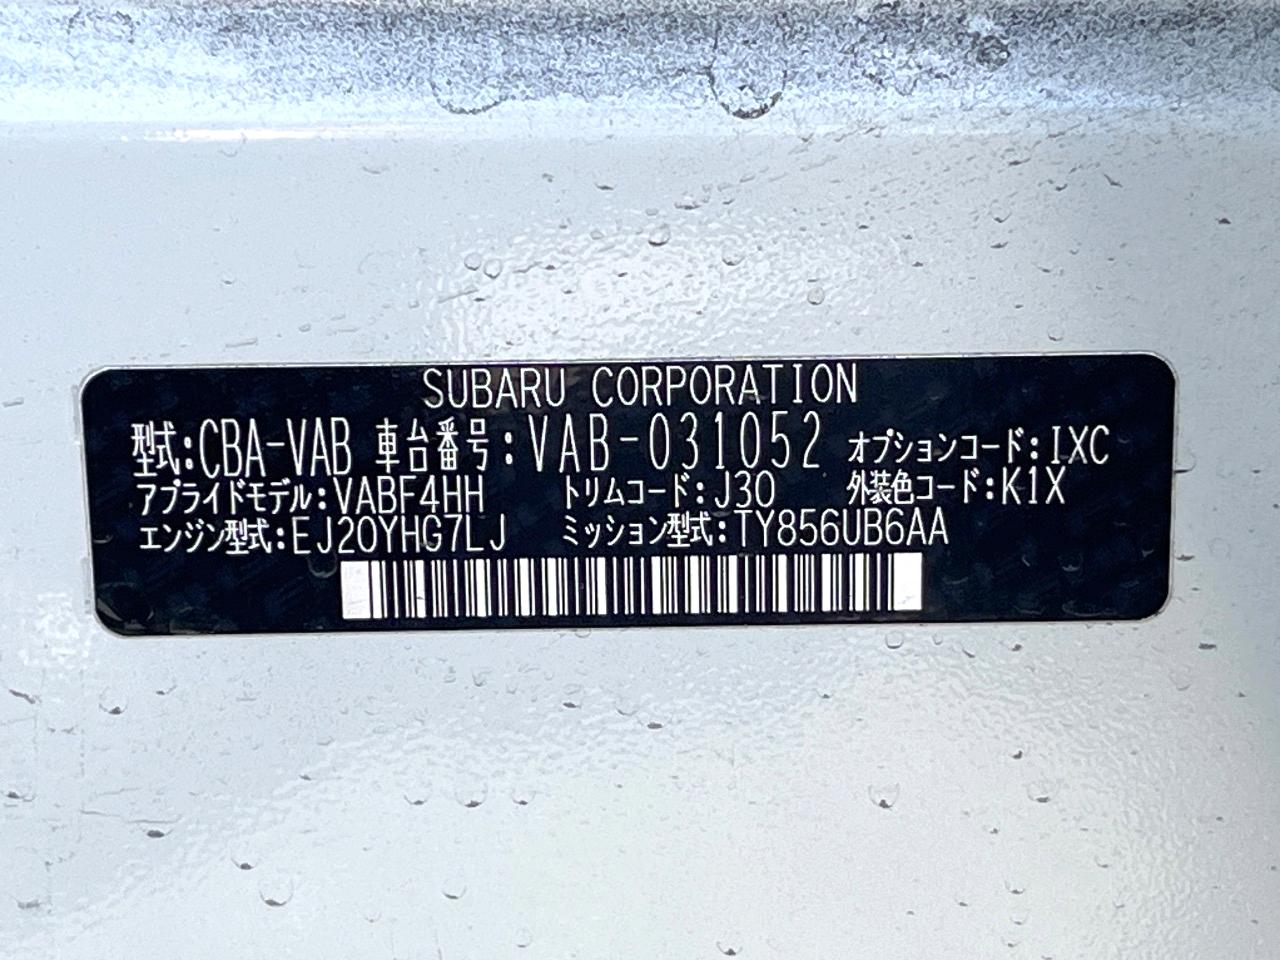 SUBARU CORPORATION
型式:CBA-VAB 車台番号:VAB-031052 オプションコード:IXC
アプライドモデル:VABF4HH トリムコード:J30 外装色コード:K1X
エンジン型式:EJ20YHG7LJ ミッション型式:TY856UB6AA